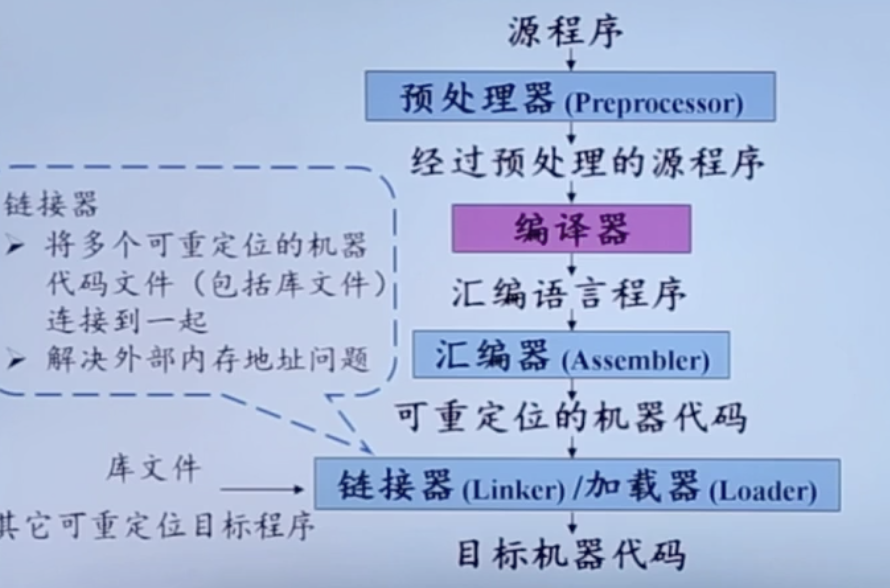 源程序
预处理器 (Preprocessor)
经过预处理的源程序
编译器
汇编语言程序
汇编器 (Assembler)
可重定位的机器代码
链接器 (Linker) /加载器 (Loader)
目标机器代码
链接器
➢ 将多个可重定位的机器
代码文件（包括库文件）
连接到一起
➢ 解决外部内存地址问题
库文件
其它可重定位目标程序